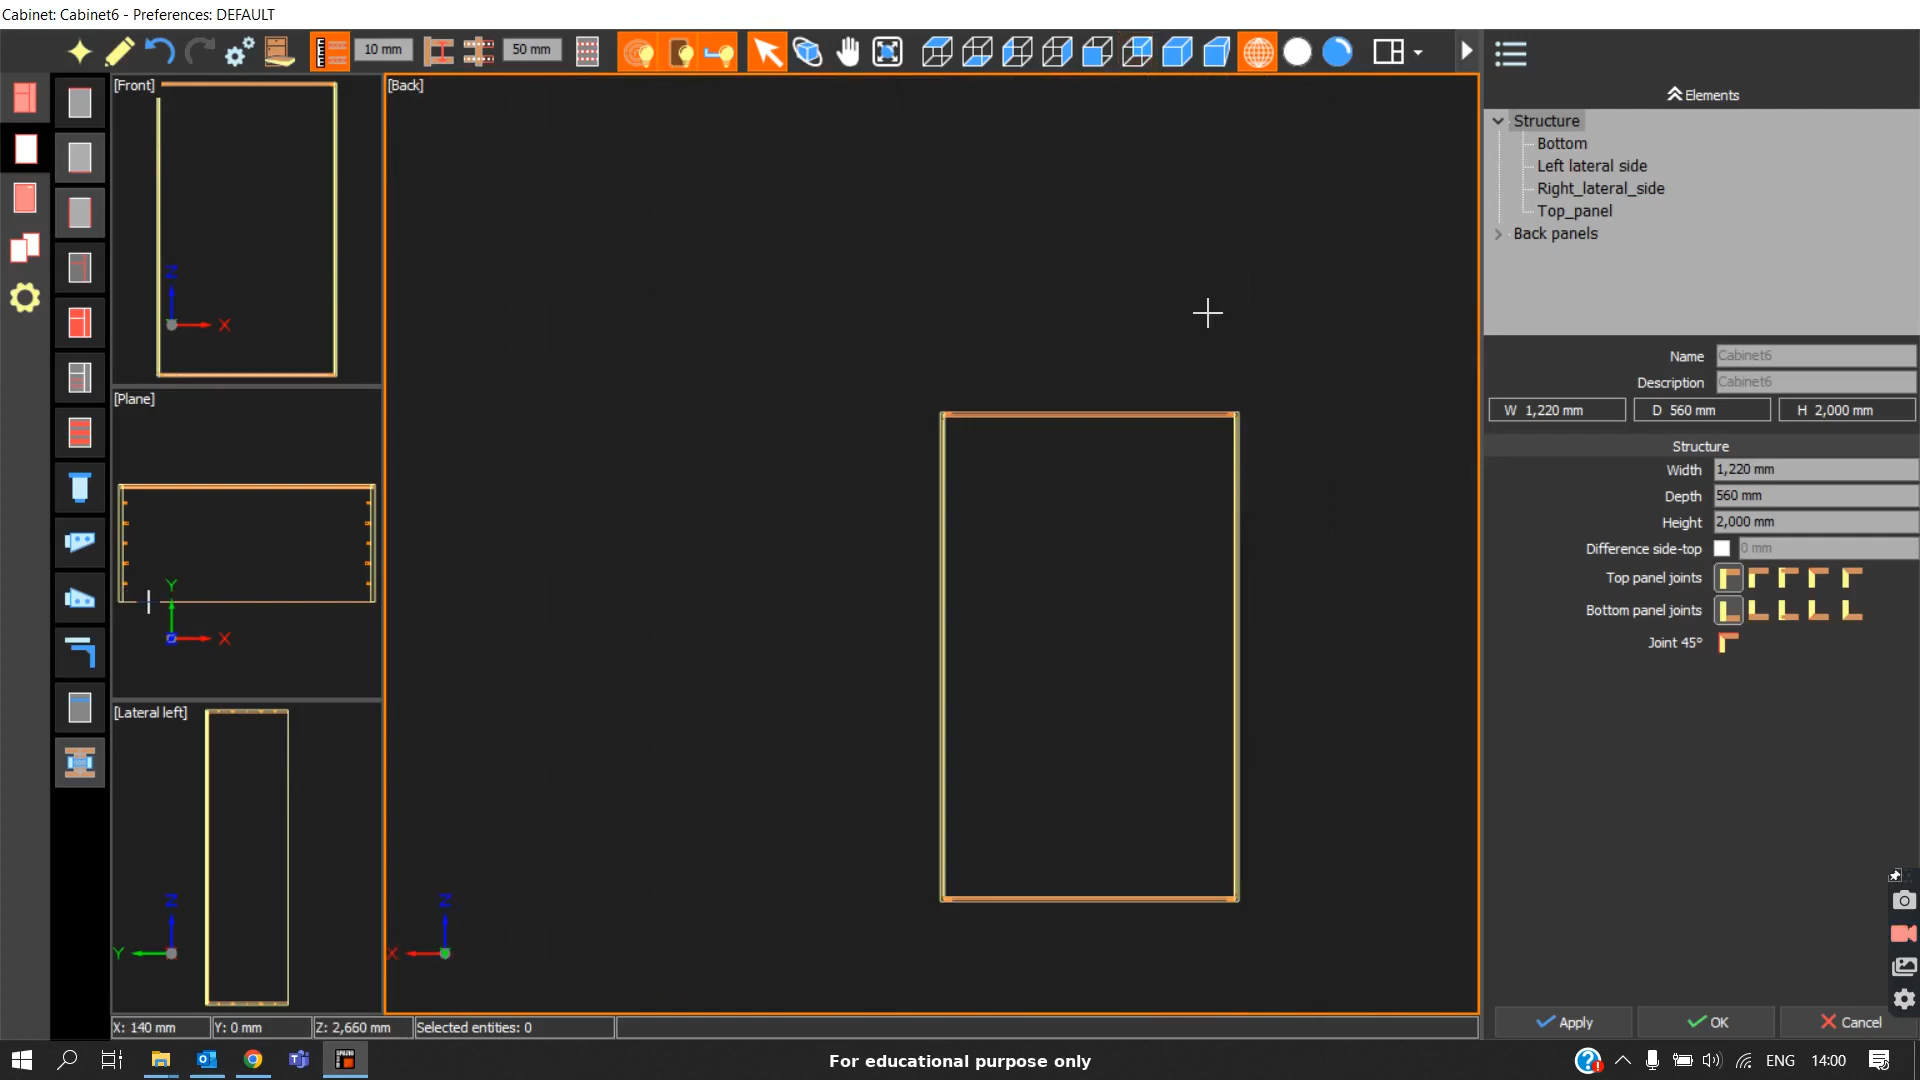 Cabinet: Cabinet6 - Preferences: DEFAULT
10 mm
50 mm
[Front]
Z
X
[Plane]
Y
X
[Lateral left]
Z
Y
[Back]
Z
X
Elements
Structure
Bottom
Left lateral side
Right_lateral_side
Top_panel
Back panels
Name Cabinet6
Description Cabinet6
W 1,220 mm D 560 mm H 2,000 mm
Structure
Width 1,220 mm
Depth 560 mm
Height 2,000 mm
Difference side-top 0 mm
Top panel joints
Bottom panel joints
Joint 45°
Apply OK Cancel
X: 140 mm Y: 0 mm Z: 2,660 mm Selected entities: 0
For educational purpose only
ENG 14:00